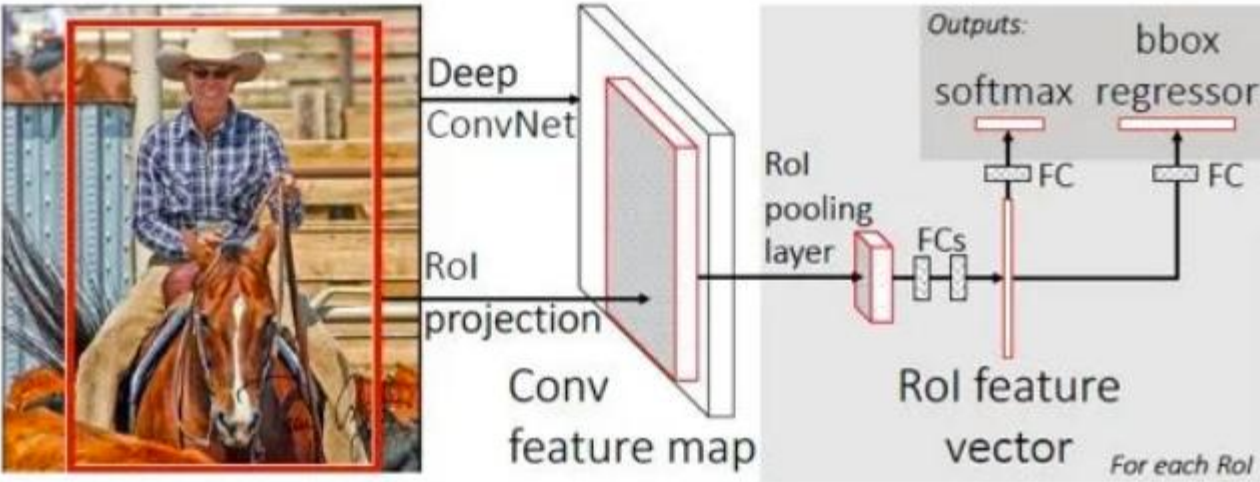 Deep
ConvNet
RoI
projection
Conv
feature map
RoI
pooling
layer
FCs
RoI feature
vector
For each RoI
Outputs:
softmax
bbox
regressor
FC
FC